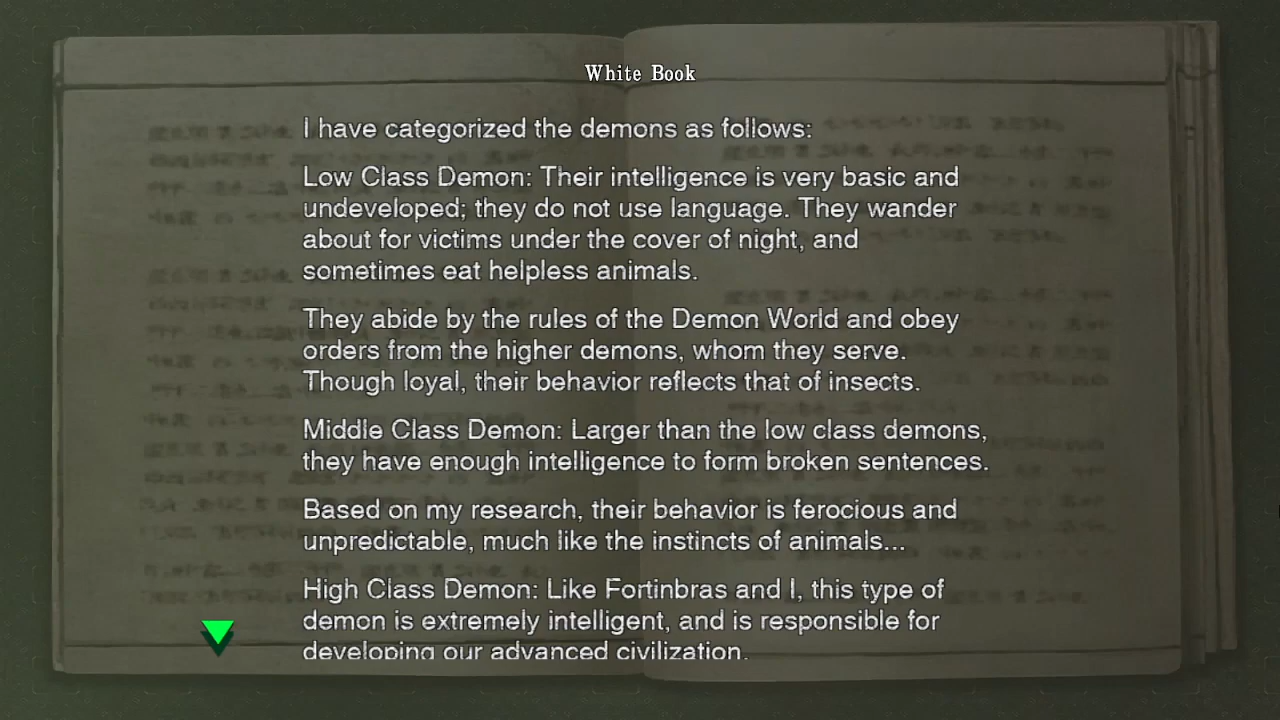 White Book
I have categorized the demons as follows:
Low Class Demon: Their intelligence is very basic and
undeveloped; they do not use language. They wander
about for victims under the cover of night, and
sometimes eat helpless animals.
They abide by the rules of the Demon World and obey
orders from the higher demons, whom they serve.
Though loyal, their behavior reflects that of insects.
Middle Class Demon: Larger than the low class demons,
they have enough intelligence to form broken sentences.
Based on my research, their behavior is ferocious and
unpredictable, much like the instincts of animals...
High Class Demon: Like Fortinbras and I, this type of
demon is extremely intelligent, and is responsible for
developing our advanced civilization.